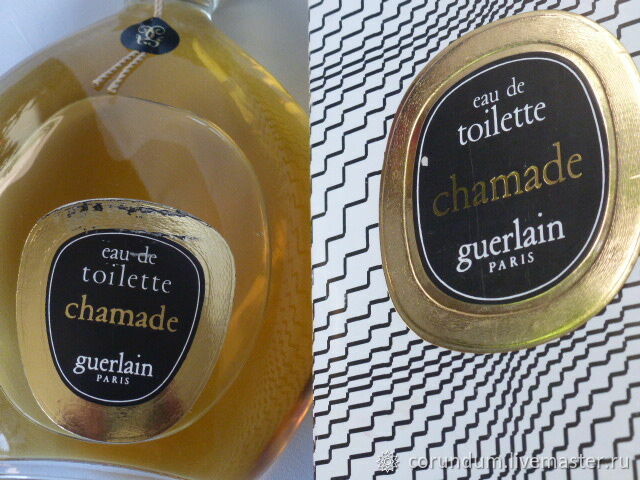 eau de
toilette
chamade
guerlain
PARIS
eau de
toilette
chamade
guerlain
PARIS
corundum.livemaster.ru